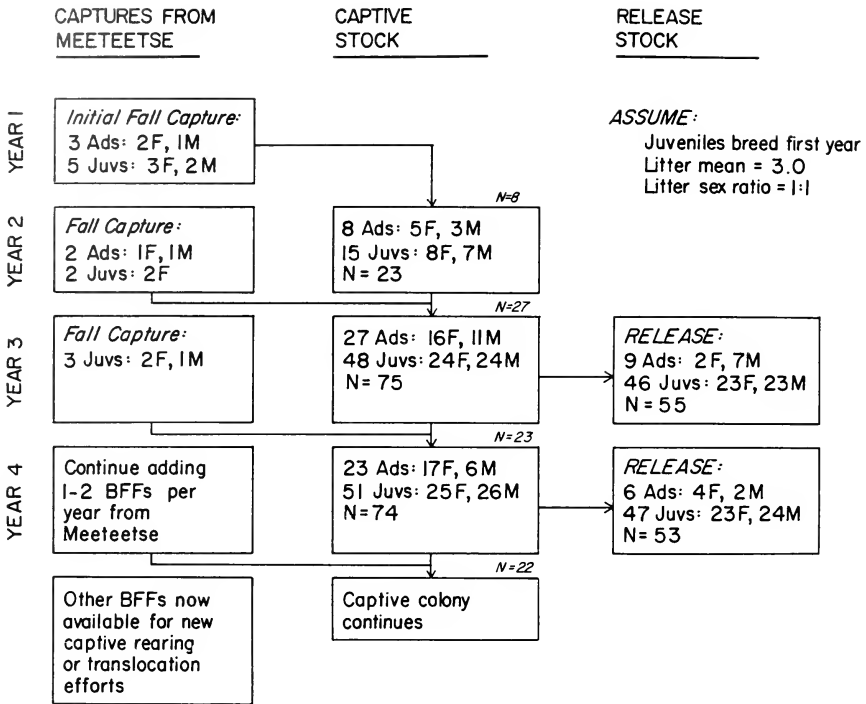 CAPTURES FROM
MEETEETSE
CAPTIVE
STOCK
RELEASE
STOCK
YEAR 1
Initial Fall Capture:
3 Ads: 2F, 1M
5 Juvs: 3F, 2M
ASSUME:
Juveniles breed first year
Litter mean = 3.0
Litter sex ratio = 1:1
N=8
YEAR 2
Fall Capture:
2 Ads: 1F, 1M
2 Juvs: 2F
8 Ads: 5F, 3M
15 Juvs: 8F, 7M
N = 23
N=27
YEAR 3
Fall Capture:
3 Juvs: 2F, 1M
27 Ads: 16F, 11M
48 Juvs: 24F, 24M
N = 75
RELEASE:
9 Ads: 2F, 7M
46 Juvs: 23F, 23M
N = 55
N=23
YEAR 4
Continue adding
1-2 BFFs per
year from
Meeteetse
23 Ads: 17F, 6M
51 Juvs: 25F, 26M
N=74
RELEASE:
6 Ads: 4F, 2M
47 Juvs: 23F, 24M
N= 53
N=22
Other BFFs now
available for new
captive rearing
or translocation
efforts
Captive colony
continues